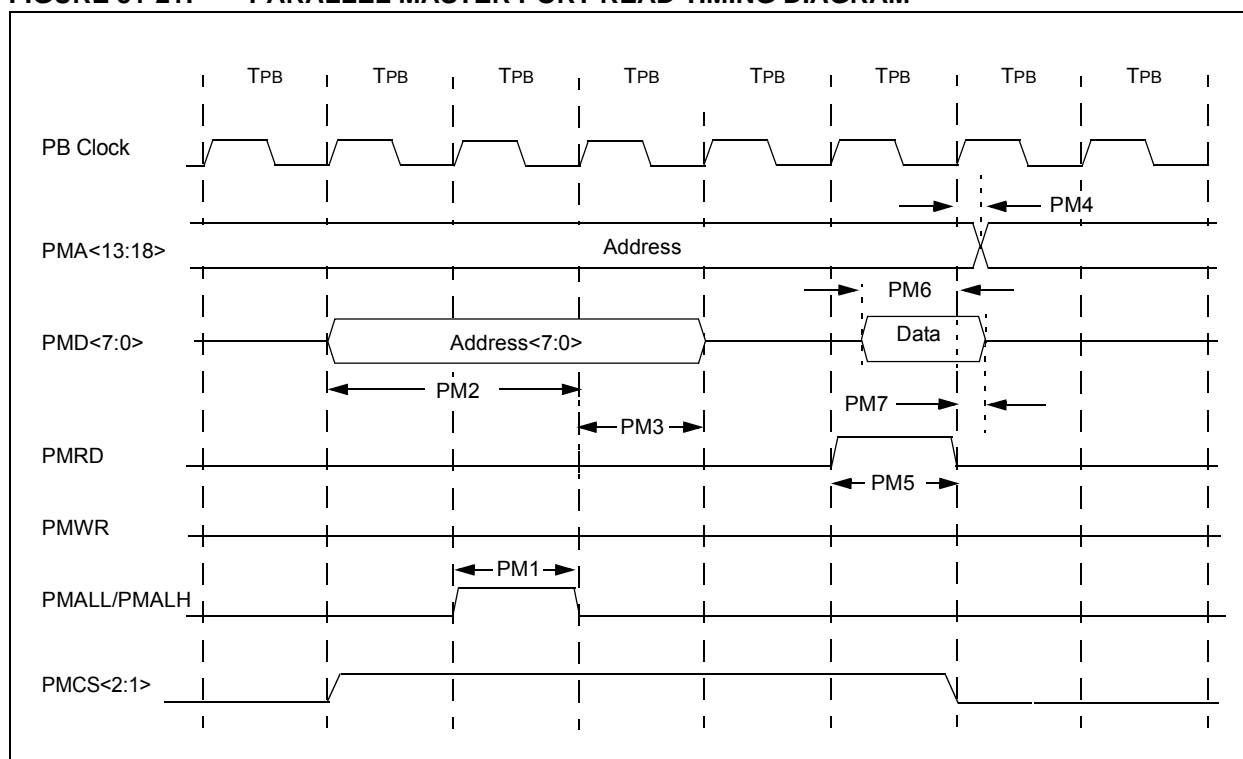 FIGURE 31-21: PARALLEL MASTER PORT READ TIMING DIAGRAM
TPB TPB TPB TPB TPB TPB TPB TPB
PB Clock
PM4
PMA<13:18>
Address
PM6
PMD<7:0>
Address<7:0>
Data
PM2
PM7
PM3
PMRD
PM5
PMWR
PM1
PMALL/PMALH
PMCS<2:1>